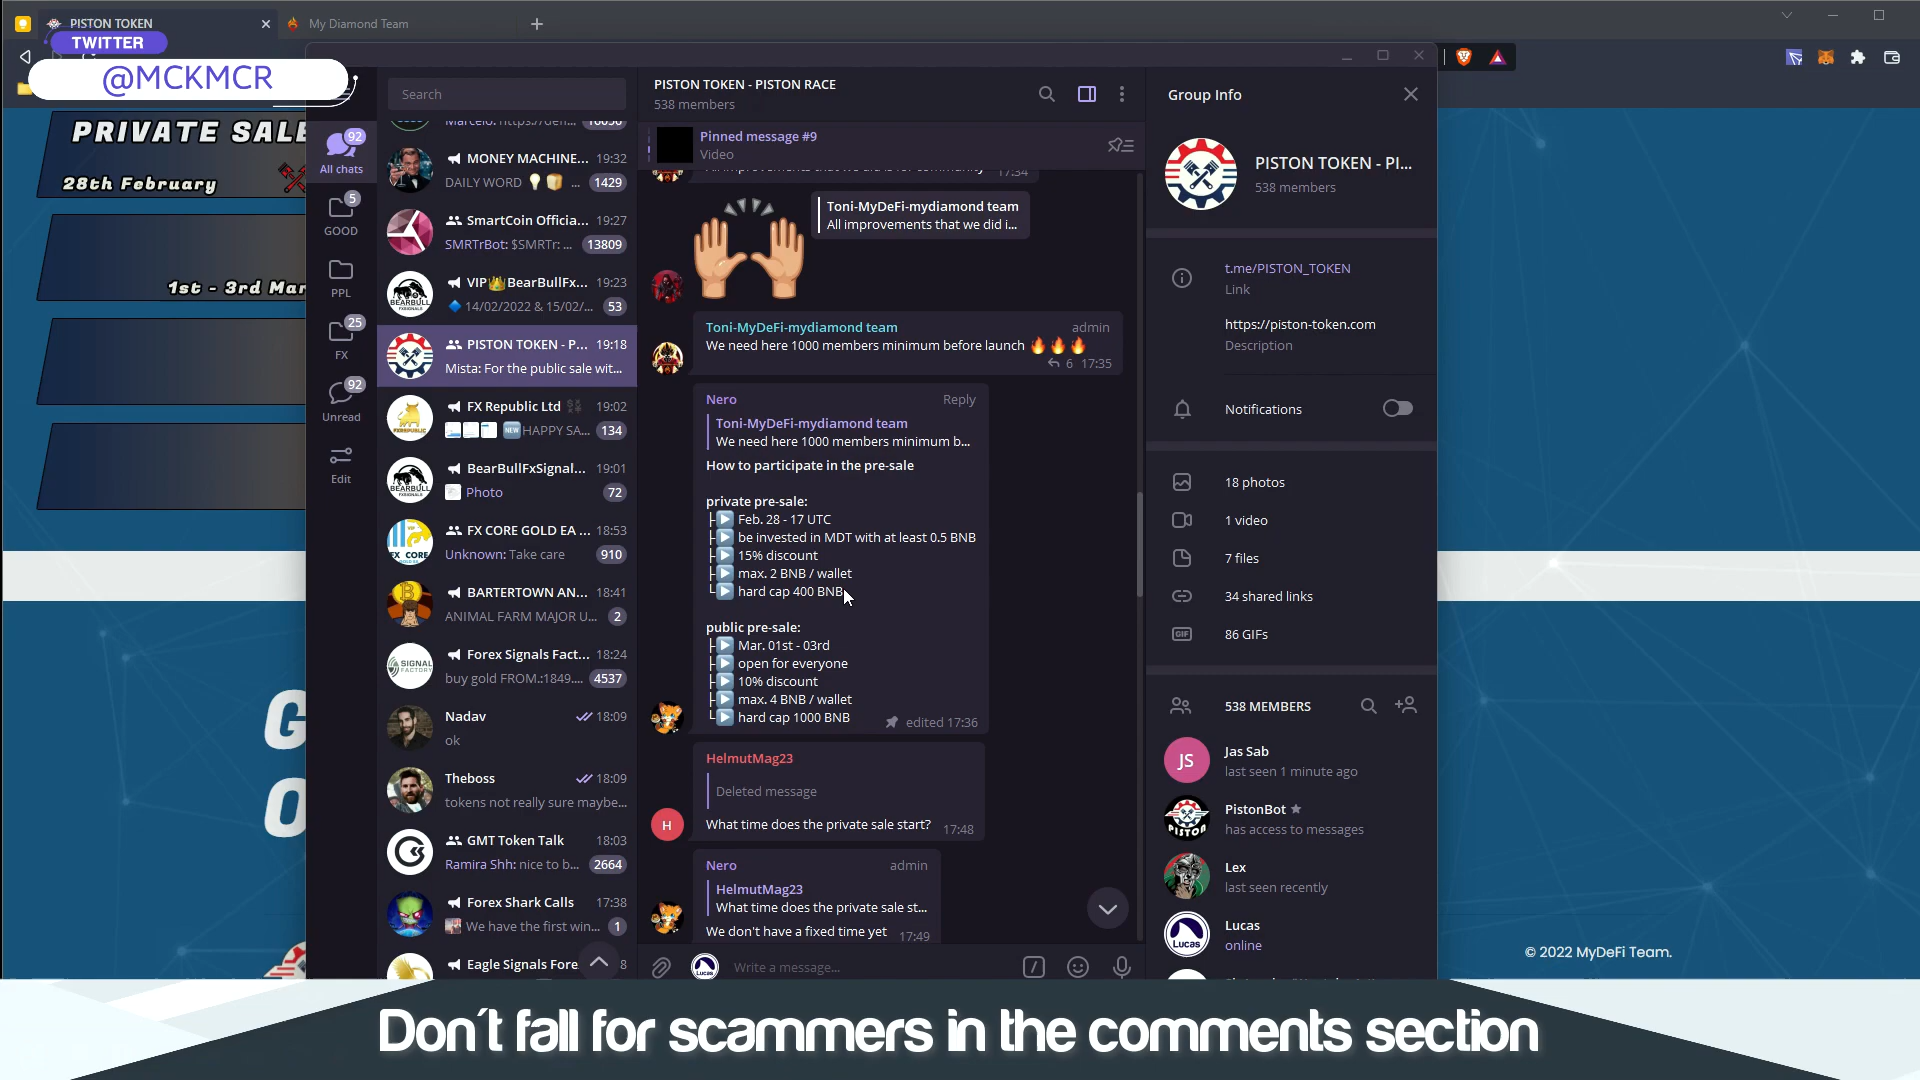 PISTON TOKEN
My Diamond Team
TWITTER
@MCKMCR
PRIVATE SALE
28th February
1st - 3rd Mar
G
O
Search
16656
MONEY MACHINE... 19:32
DAILY WORD ... 1429
SmartCoin Officia... 19:27
SMRTrBot: $SMRTr: ... 13809
VIP BearBullFx... 19:23
14/02/2022 & 15/02/... 53
PISTON TOKEN - P... 19:18
Mista: For the public sale wit...
FX Republic Ltd 19:02
NEW HAPPY SA... 134
BearBullFxSignal... 19:01
Photo 72
FX CORE GOLD EA ... 18:53
Unknown: Take care 910
BARTERTOWN AN... 18:41
ANIMAL FARM MAJOR U... 2
Forex Signals Fact... 18:24
buy gold FROM.:1849.... 4537
Nadav 18:09
ok
Theboss 18:09
tokens not really sure maybe...
GMT Token Talk 18:03
Ramira Shh: nice to b... 2664
Forex Shark Calls 17:38
We have the first win... 1
Eagle Signals Fore
92
All chats
5
GOOD
PPL
25
FX
92
Unread
Edit
PISTON TOKEN - PISTON RACE
538 members
Pinned message #9
Video
17:34
Toni-MyDeFi-mydiamond team
All improvements that we did i...
Toni-MyDeFi-mydiamond team admin
We need here 1000 members minimum before launch
6 17:35
Nero Reply
Toni-MyDeFi-mydiamond team
We need here 1000 members minimum b...
How to participate in the pre-sale
private pre-sale:
Feb. 28 - 17 UTC
be invested in MDT with at least 0.5 BNB
15% discount
max. 2 BNB / wallet
hard cap 400 BNB
public pre-sale:
Mar. 01st - 03rd
open for everyone
10% discount
max. 4 BNB / wallet
hard cap 1000 BNB
edited 17:36
HelmutMag23
Deleted message
What time does the private sale start? 17:48
Nero admin
HelmutMag23
What time does the private sale st...
We don't have a fixed time yet 17:49
Write a message...
Group Info
PISTON TOKEN - PI...
538 members
t.me/PISTON_TOKEN
Link
https://piston-token.com
Description
Notifications
18 photos
1 video
7 files
34 shared links
GIF 86 GIFs
538 MEMBERS
JS
Jas Sab
last seen 1 minute ago
PISTON
PistonBot
has access to messages
Lex
last seen recently
Lucas
Lucas
online
© 2022 MyDeFi Team.
Don´t fall for scammers in the comments section